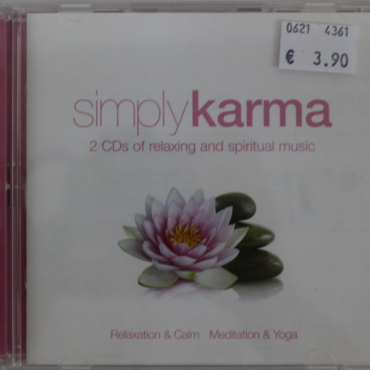 0621 4361
€ 3.90
simplykarma
2 CDs of relaxing and spiritual music
Relaxation & Calm Meditation & Yoga